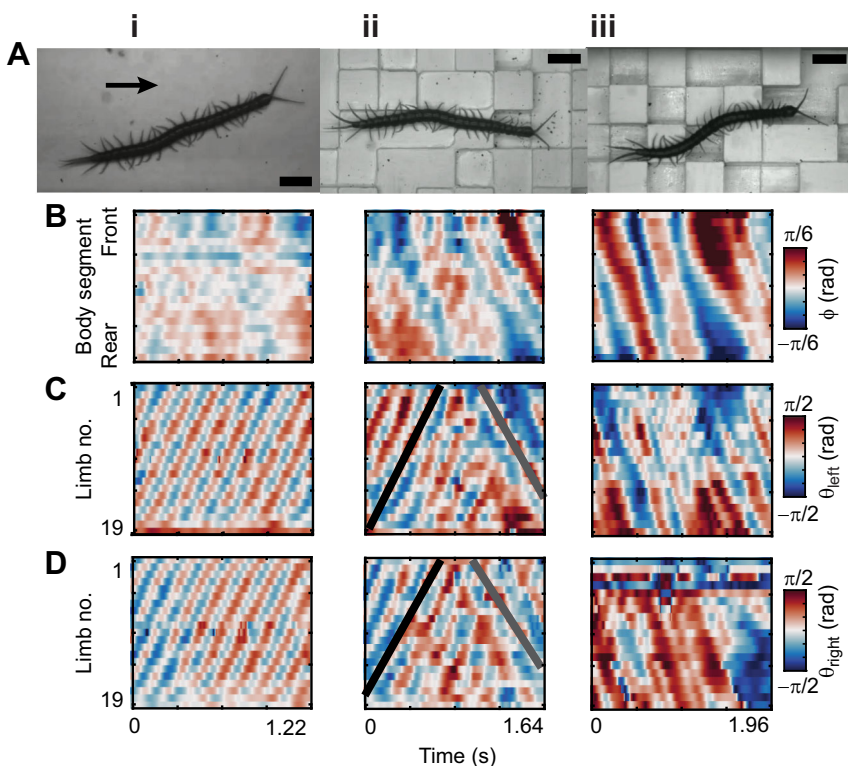 i ii iii
A
B
Body segment
Rear Front
π/6
ϕ (rad)
−π/6
C
1
Limb no.
19
π/2
θleft (rad)
−π/2
D
1
Limb no.
19
π/2
θright (rad)
−π/2
0 1.22 0 1.64 0 1.96
Time (s)